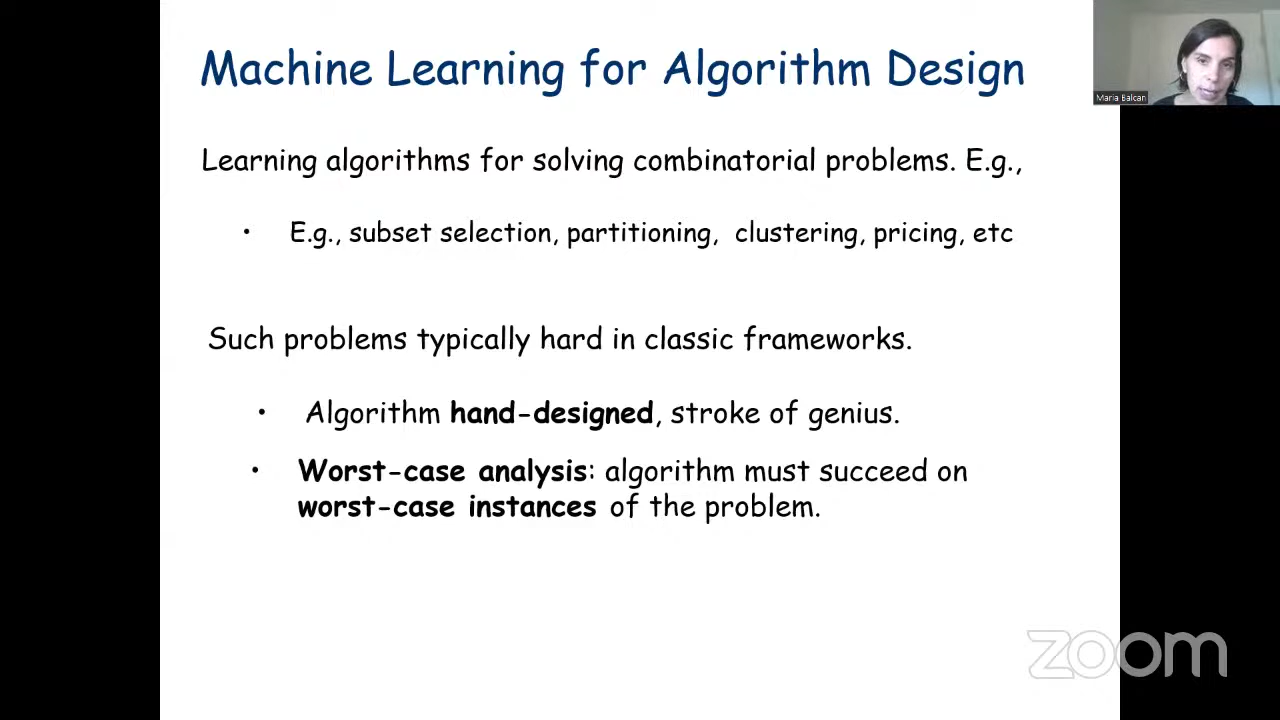 Machine Learning for Algorithm Design
Maria Balcan
Learning algorithms for solving combinatorial problems. E.g.,
• E.g., subset selection, partitioning, clustering, pricing, etc
Such problems typically hard in classic frameworks.
• Algorithm hand-designed, stroke of genius.
• Worst-case analysis: algorithm must succeed on
worst-case instances of the problem.
zoom